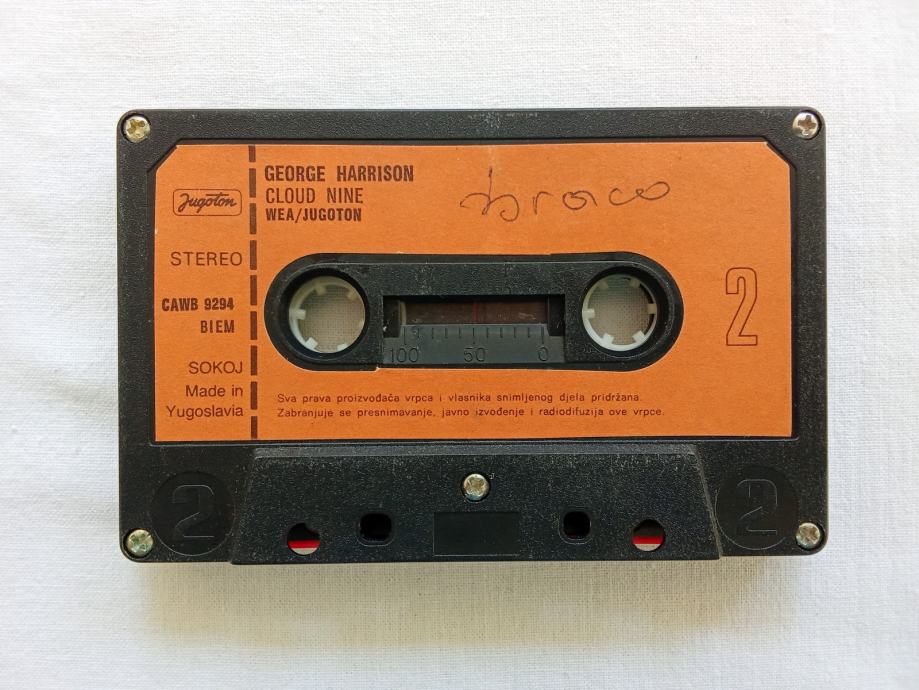 GEORGE HARRISON
CLOUD NINE
WEA/JUGOTON
Jugoton
STEREO
CAWB 9294
BIEM
SOKOJ
Made in
Yugoslavia
2
100 50 0
Sva prava proizvođača vrpca i vlasnika snimljenog djela pridržana.
Zabranjuje se presnimavanje, javno izvođenje i radiodifuzija ove vrpce.
2 2